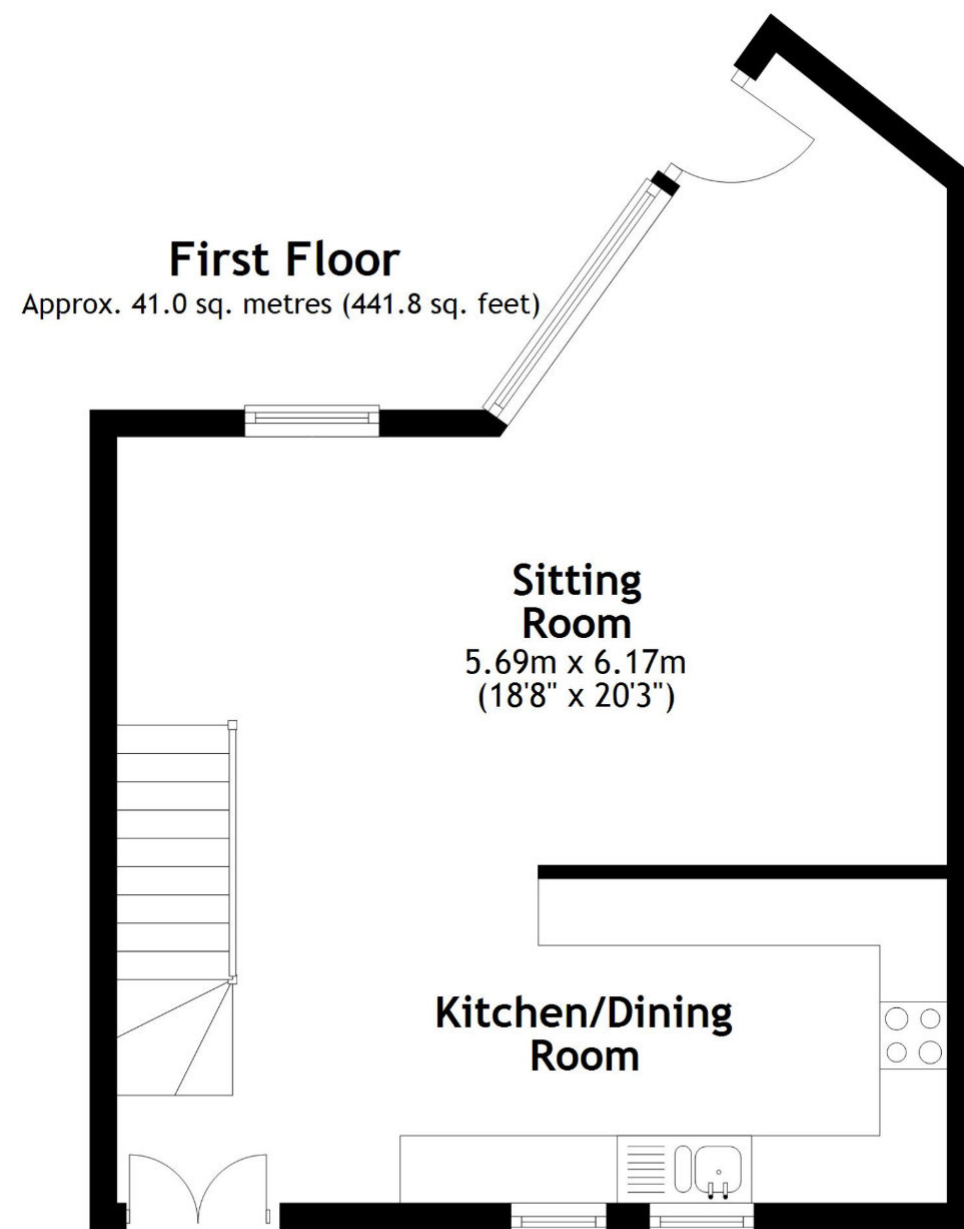 First Floor
Approx. 41.0 sq. metres (441.8 sq. feet)
Sitting
Room
5.69m x 6.17m
(18'8" x 20'3")
Kitchen/Dining
Room